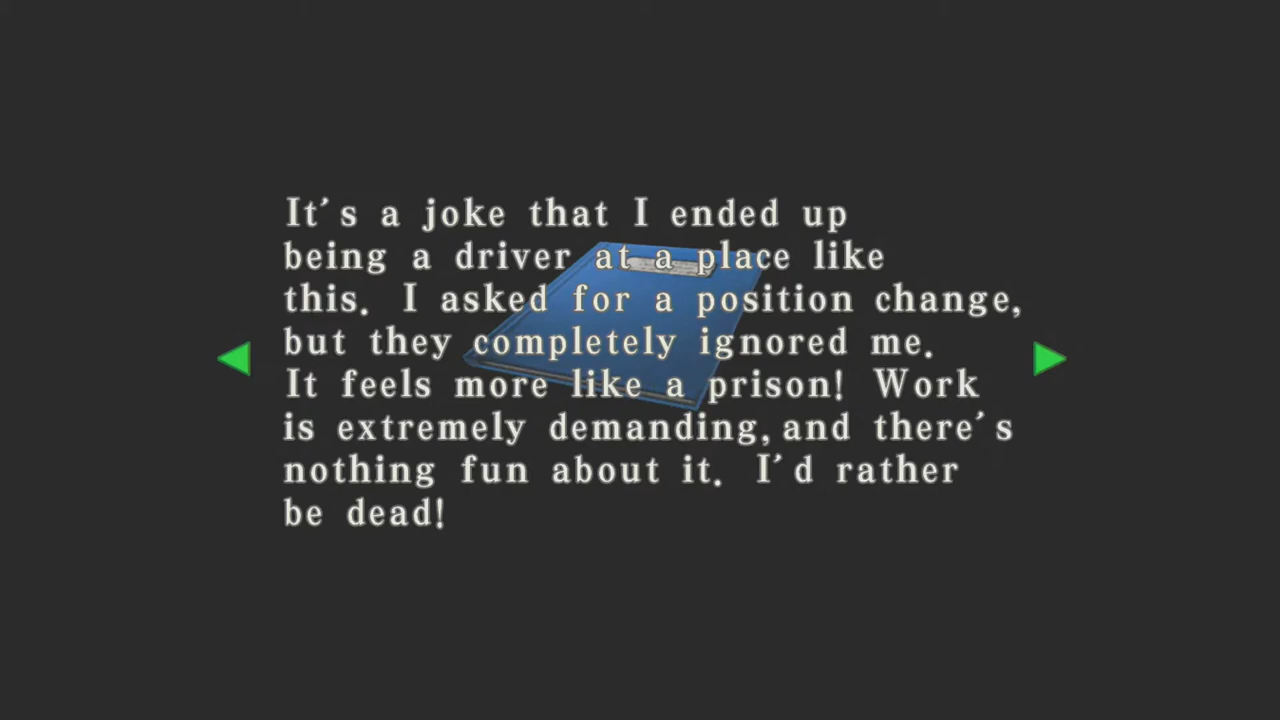 It's a joke that I ended up
being a driver at a place like
this. I asked for a position change,
but they completely ignored me.
It feels more like a prison! Work
is extremely demanding, and there's
nothing fun about it. I'd rather
be dead!